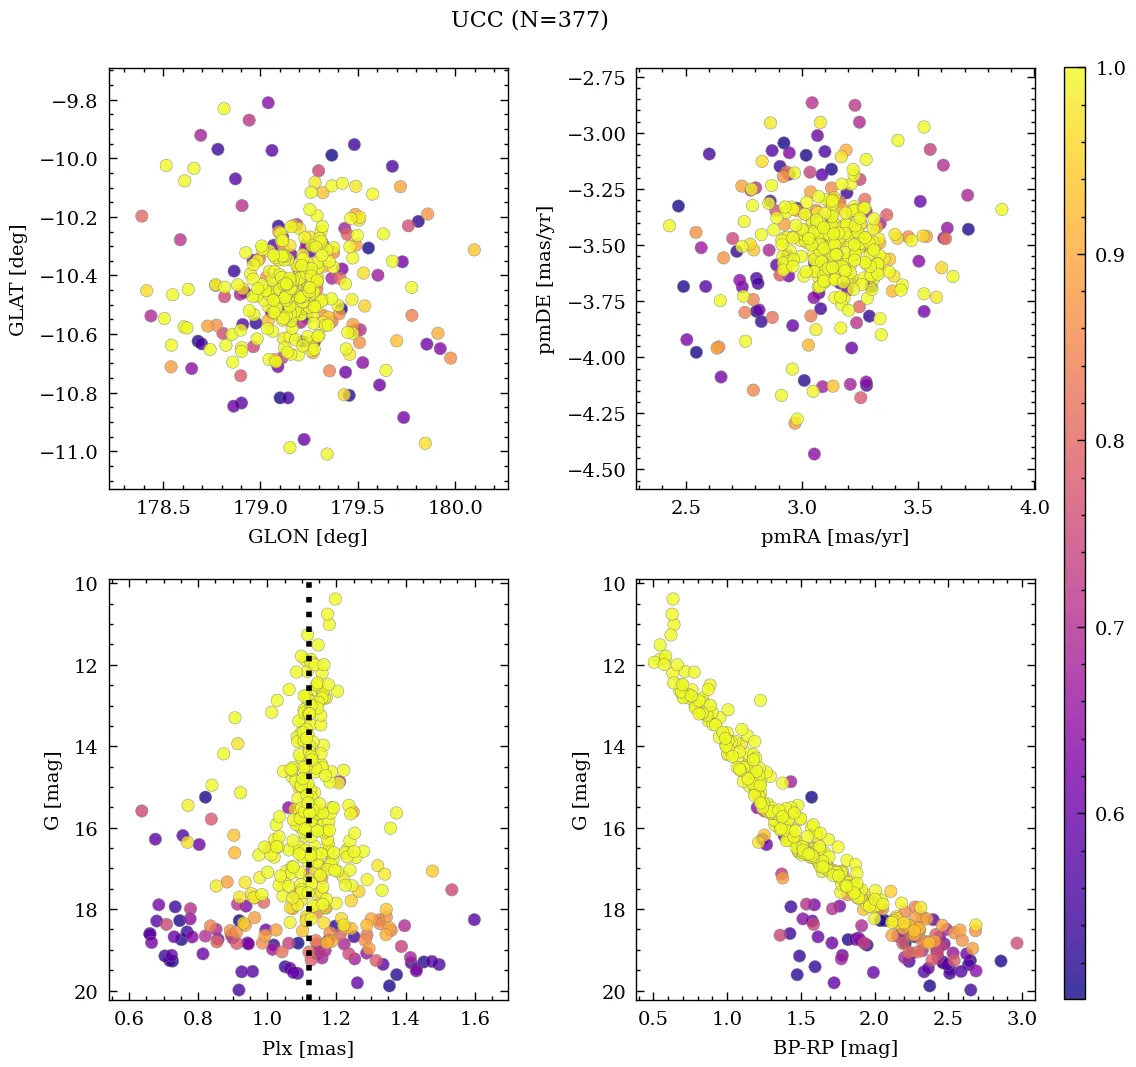 UCC (N=377)
−9.8
−10.0
−10.2
−10.4
−10.6
−10.8
−11.0
GLAT [deg]
178.5 179.0 179.5 180.0
GLON [deg]
−2.75
−3.00
−3.25
−3.50
−3.75
−4.00
−4.25
−4.50
pmDE [mas/yr]
2.5 3.0 3.5 4.0
pmRA [mas/yr]
1.0
0.9
0.8
0.7
0.6
10
12
14
16
18
20
G [mag]
0.6 0.8 1.0 1.2 1.4 1.6
Plx [mas]
10
12
14
16
18
20
G [mag]
0.5 1.0 1.5 2.0 2.5 3.0
BP-RP [mag]